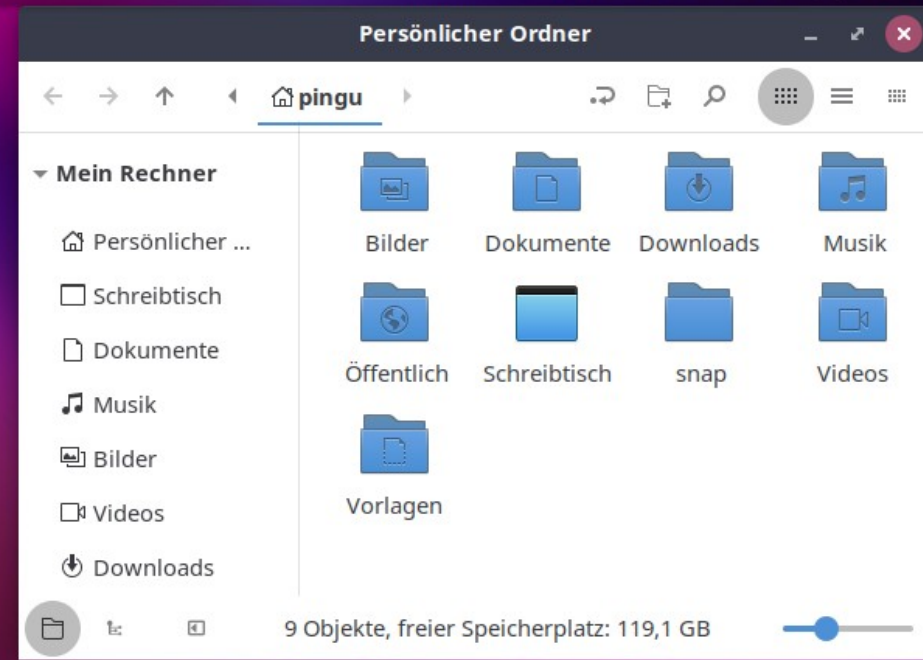 Persönlicher Ordner
pingu
Mein Rechner
Persönlicher ...
Schreibtisch
Dokumente
Musik
Bilder
Videos
Downloads
Bilder
Dokumente
Downloads
Musik
Öffentlich
Schreibtisch
snap
Videos
Vorlagen
9 Objekte, freier Speicherplatz: 119,1 GB